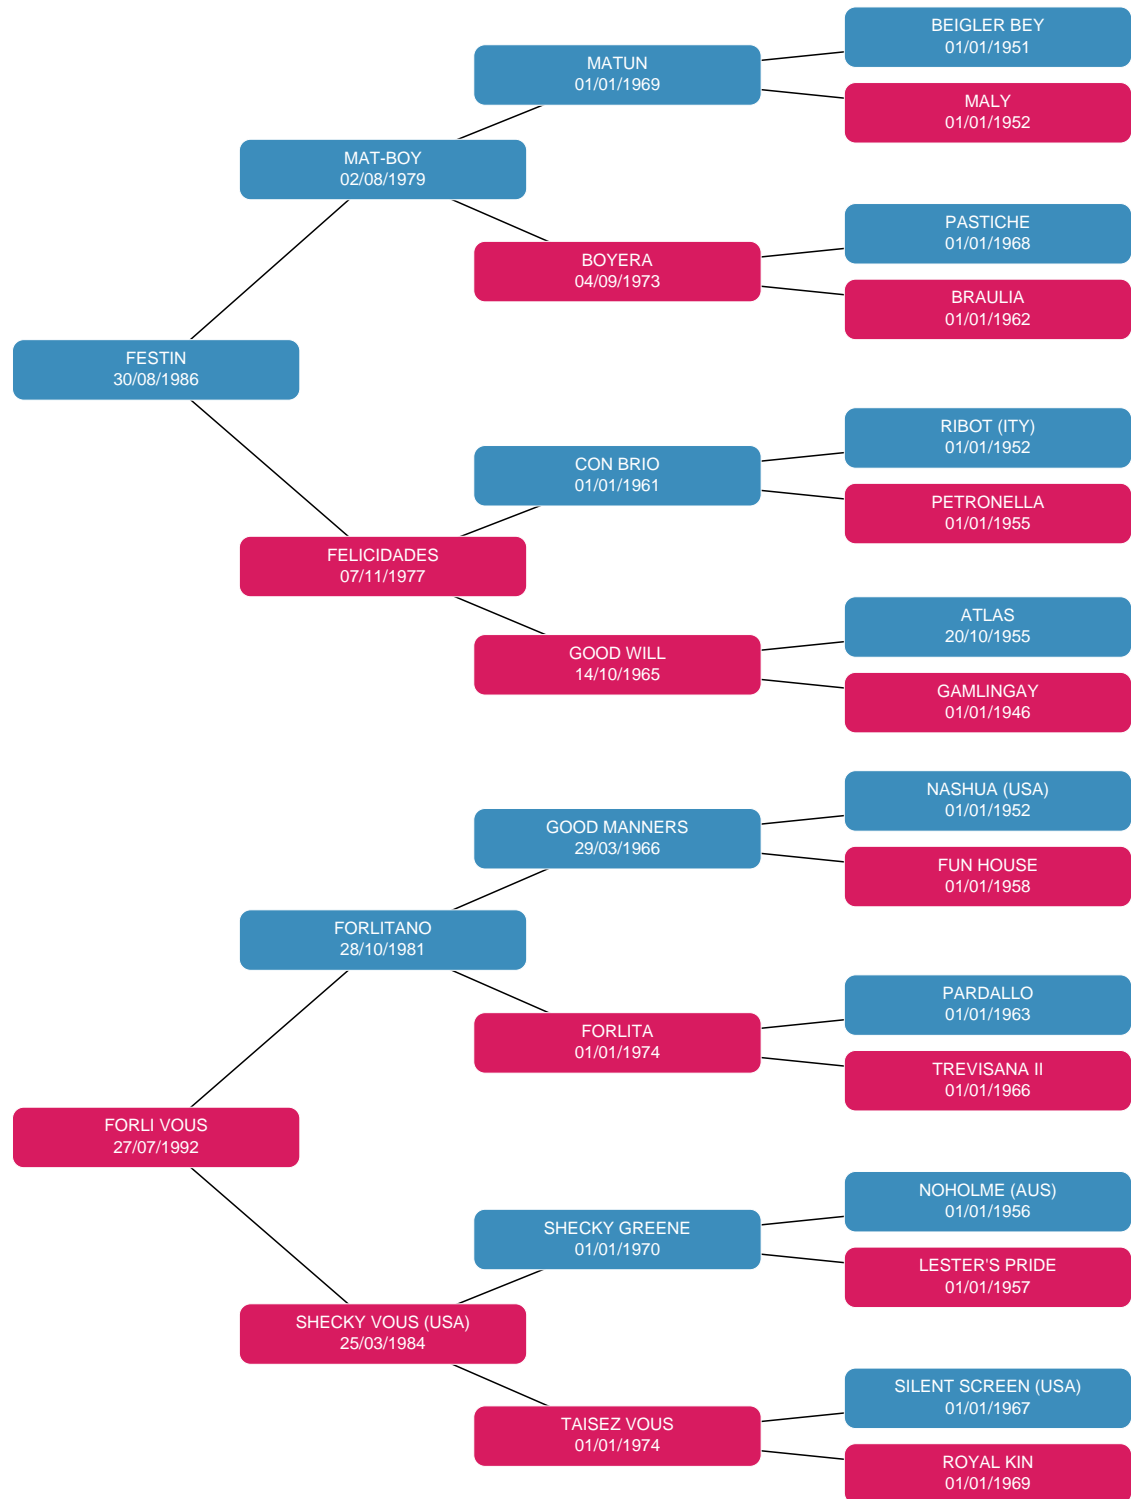 BEIGLER BEY
01/01/1951
MATUN
01/01/1969
MALY
01/01/1952
MAT-BOY
02/08/1979
PASTICHE
01/01/1968
BOYERA
04/09/1973
BRAULIA
01/01/1962
FESTIN
30/08/1986
RIBOT (ITY)
01/01/1952
CON BRIO
01/01/1961
PETRONELLA
01/01/1955
FELICIDADES
07/11/1977
ATLAS
20/10/1955
GOOD WILL
14/10/1965
GAMLINGAY
01/01/1946
NASHUA (USA)
01/01/1952
GOOD MANNERS
29/03/1966
FUN HOUSE
01/01/1958
FORLITANO
28/10/1981
PARDALLO
01/01/1963
FORLITA
01/01/1974
TREVISANA II
01/01/1966
FORLI VOUS
27/07/1992
NOHOLME (AUS)
01/01/1956
SHECKY GREENE
01/01/1970
LESTER'S PRIDE
01/01/1957
SHECKY VOUS (USA)
25/03/1984
SILENT SCREEN (USA)
01/01/1967
TAISEZ VOUS
01/01/1974
ROYAL KIN
01/01/1969